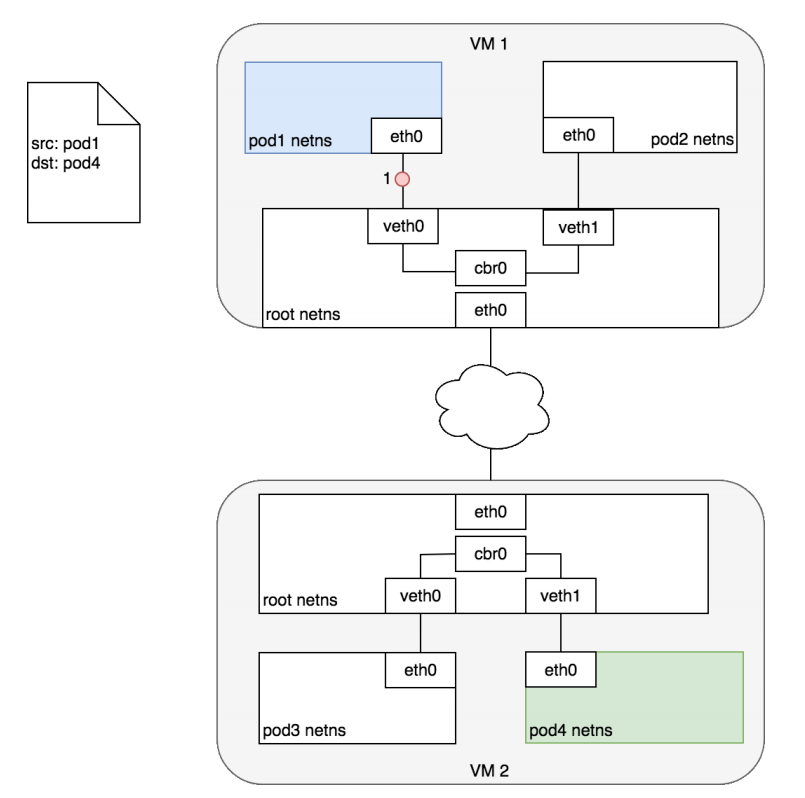 VM 1
src: pod1
dst: pod4
pod1 netns
eth0
eth0
pod2 netns
1
veth0
veth1
cbr0
root netns
eth0
eth0
cbr0
root netns
veth0
veth1
eth0
eth0
pod3 netns
pod4 netns
VM 2